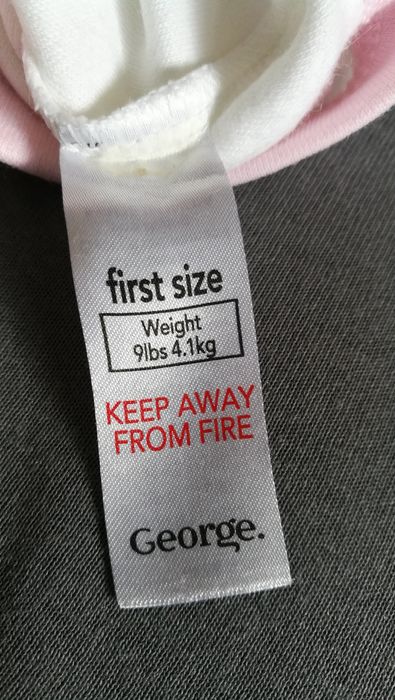 first size
Weight
9lbs 4.1kg
KEEP AWAY
FROM FIRE
George.